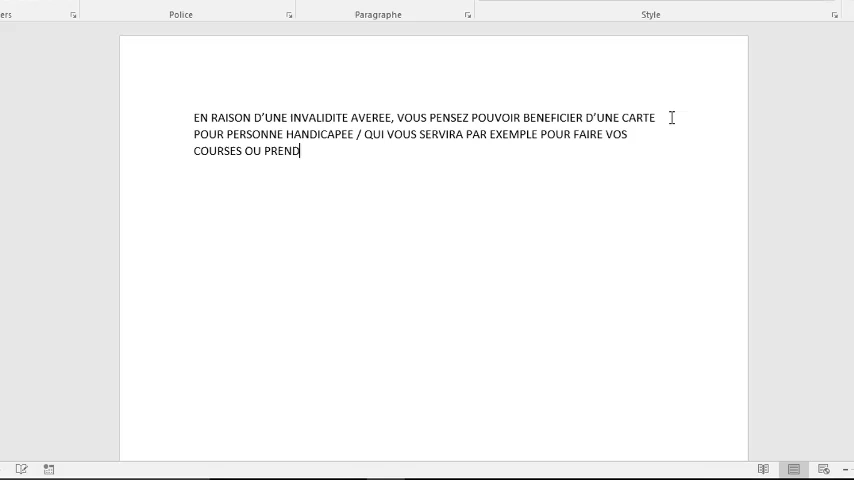 ers
Police
Paragraphe
Style
EN RAISON D’UNE INVALIDITE AVEREE, VOUS PENSEZ POUVOIR BENEFICIER D’UNE CARTE
POUR PERSONNE HANDICAPEE / QUI VOUS SERVIRA PAR EXEMPLE POUR FAIRE VOS
COURSES OU PREND